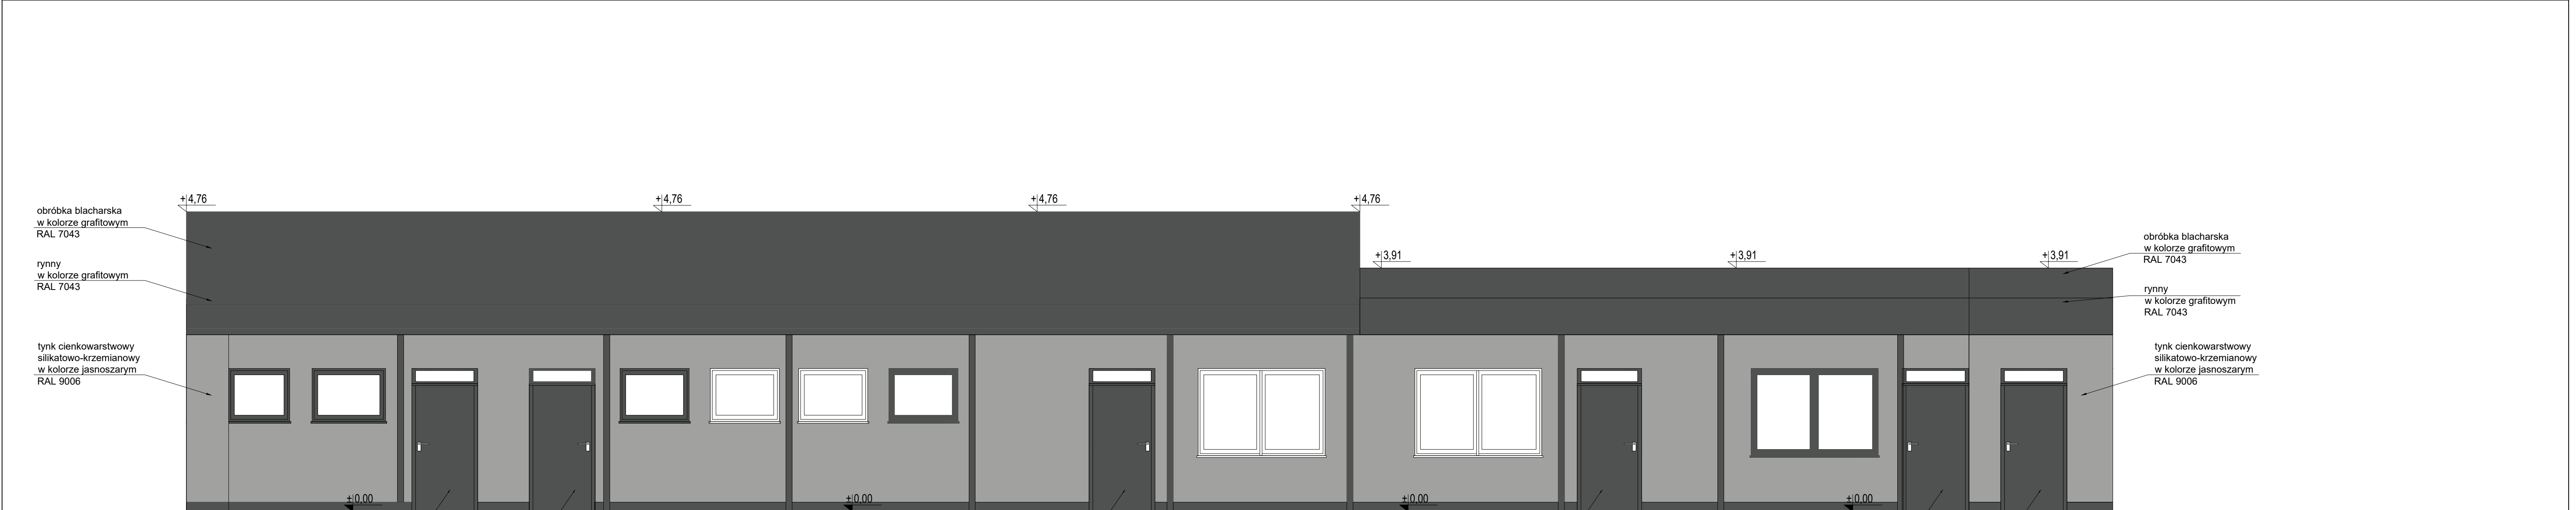 +4,76
+4,76
+4,76
+4,76
obróbka blacharska
w kolorze grafitowym
RAL 7043
rynny
w kolorze grafitowym
RAL 7043
tynk cienkowarstwowy
silikatowo-krzemianowy
w kolorze jasnoszarym
RAL 9006
+3,91
+3,91
+3,91
obróbka blacharska
w kolorze grafitowym
RAL 7043
rynny
w kolorze grafitowym
RAL 7043
tynk cienkowarstwowy
silikatowo-krzemianowy
w kolorze jasnoszarym
RAL 9006
±0,00
±0,00
±0,00
±0,00